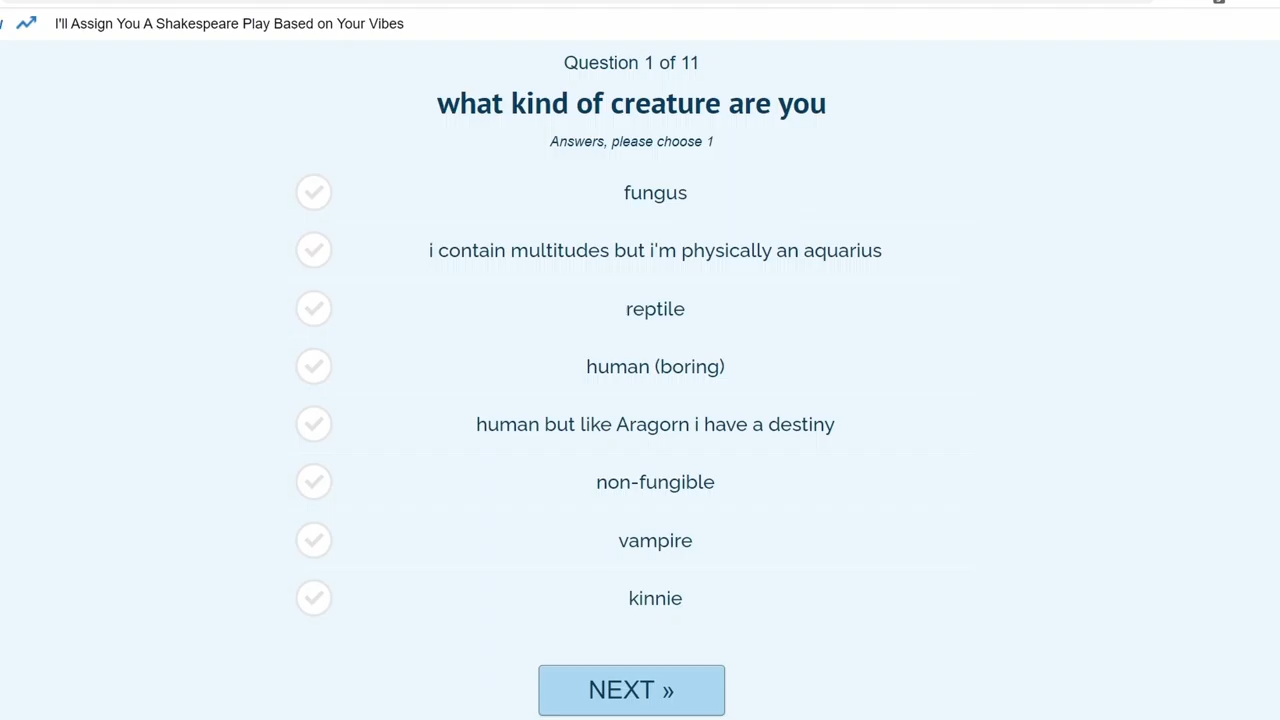 I'll Assign You A Shakespeare Play Based on Your Vibes
Question 1 of 11
what kind of creature are you
Answers, please choose 1
fungus
i contain multitudes but i'm physically an aquarius
reptile
human (boring)
human but like Aragorn i have a destiny
non-fungible
vampire
kinnie
NEXT »